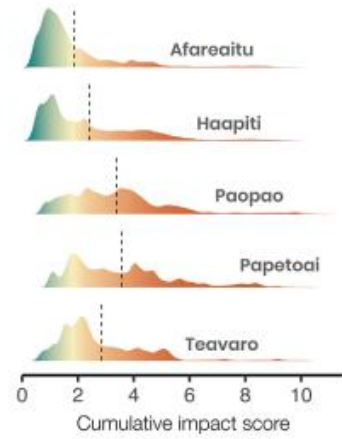 Afareaitu
Haapiti
Paopao
Papetoai
Teavaro
0 2 4 6 8 10
Cumulative impact score